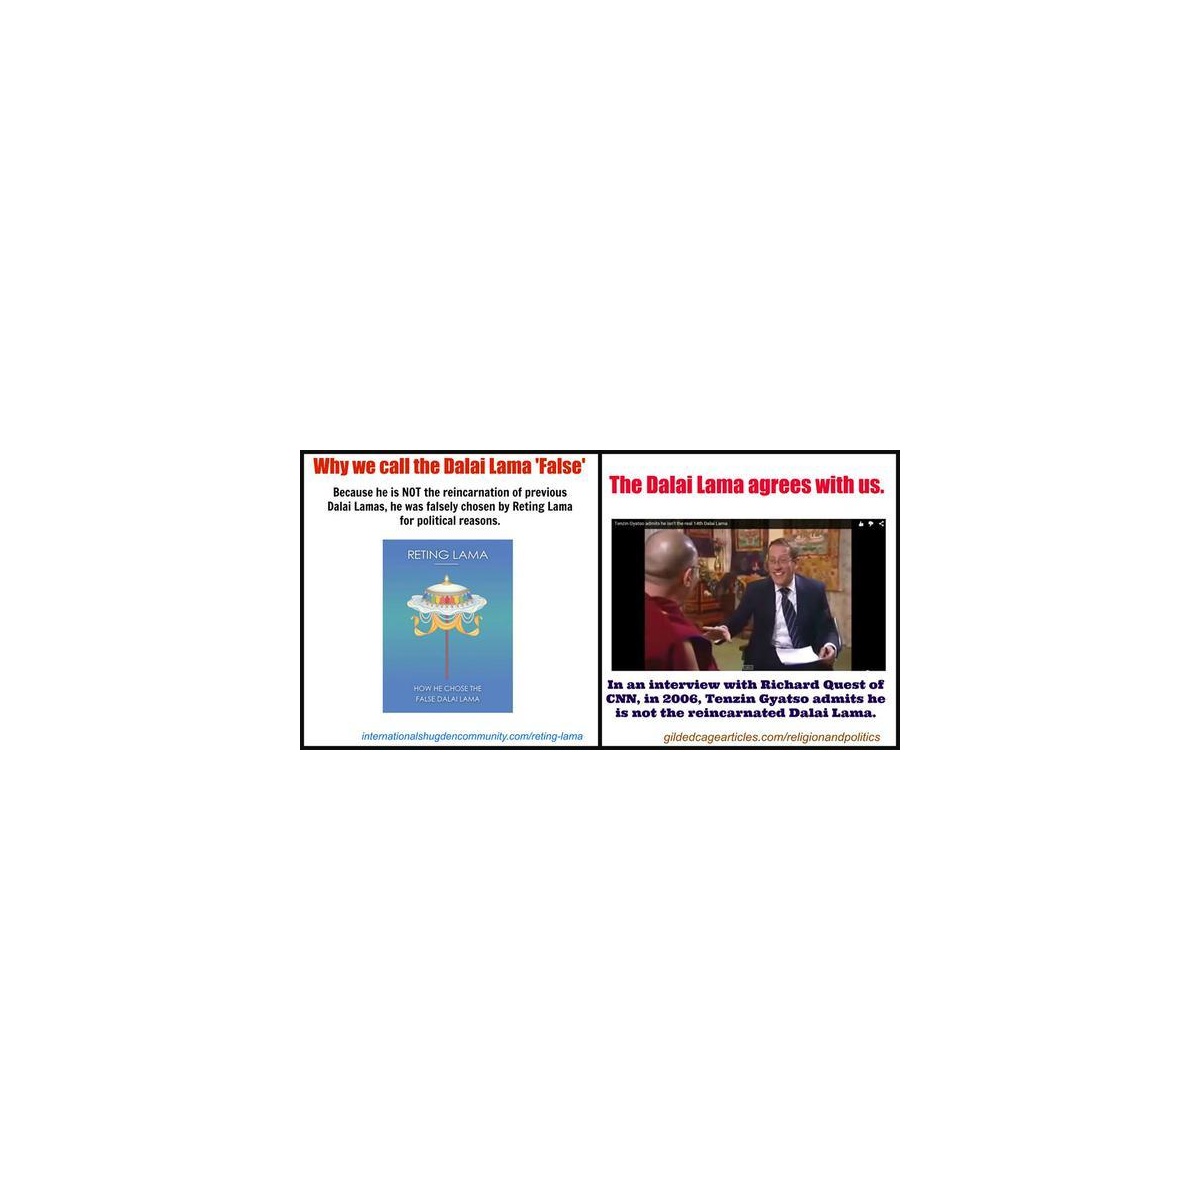 Why we call the Dalai Lama 'False'
Because he is NOT the reincarnation of previous
Dalai Lamas, he was falsely chosen by Reting Lama
for political reasons.
RETING LAMA
HOW HE CHOSE THE
FALSE DALAI LAMA
internationalshugdencommunity.com/reting-lama
The Dalai Lama agrees with us.
Tenzin Gyatso admits he isn't the real 14th Dalai Lama
In an interview with Richard Quest of
CNN, in 2006, Tenzin Gyatso admits he
is not the reincarnated Dalai Lama.
gildedcagearticles.com/religionandpolitics